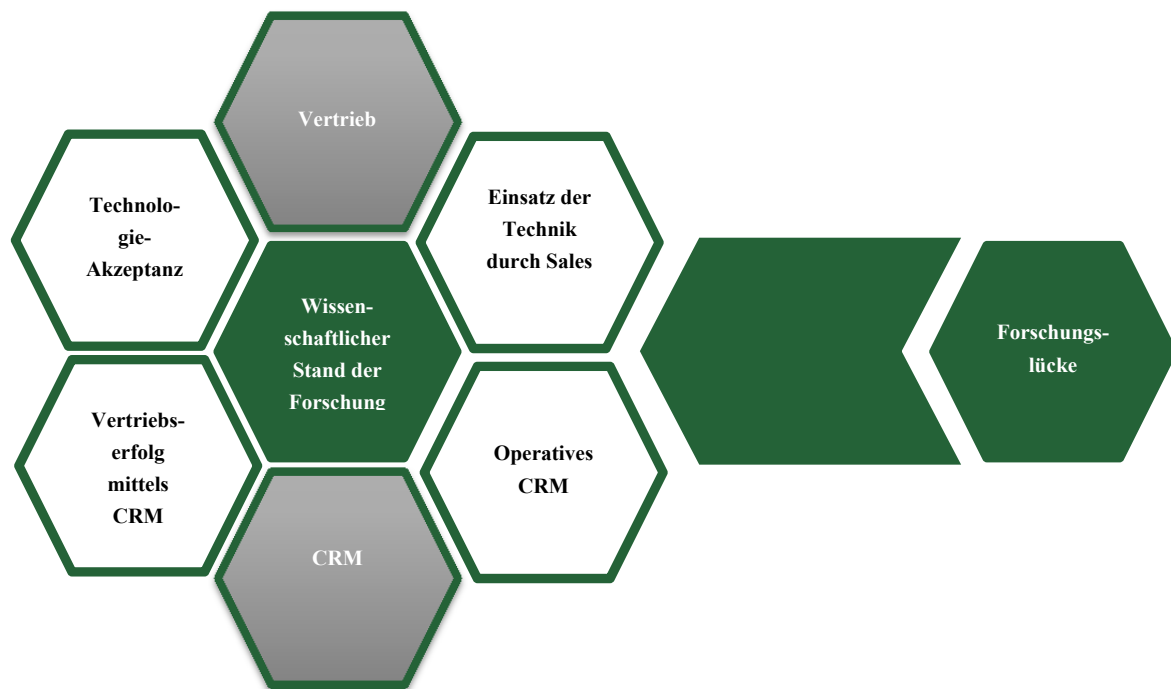 Vertrieb
Technolo-
gie-
Akzeptanz
Einsatz der
Technik
durch Sales
Wissen-
schaftlicher
Stand der
Forschung
Forschungs-
lücke
Vertriebs-
erfolg
mittels
CRM
Operatives
CRM
CRM